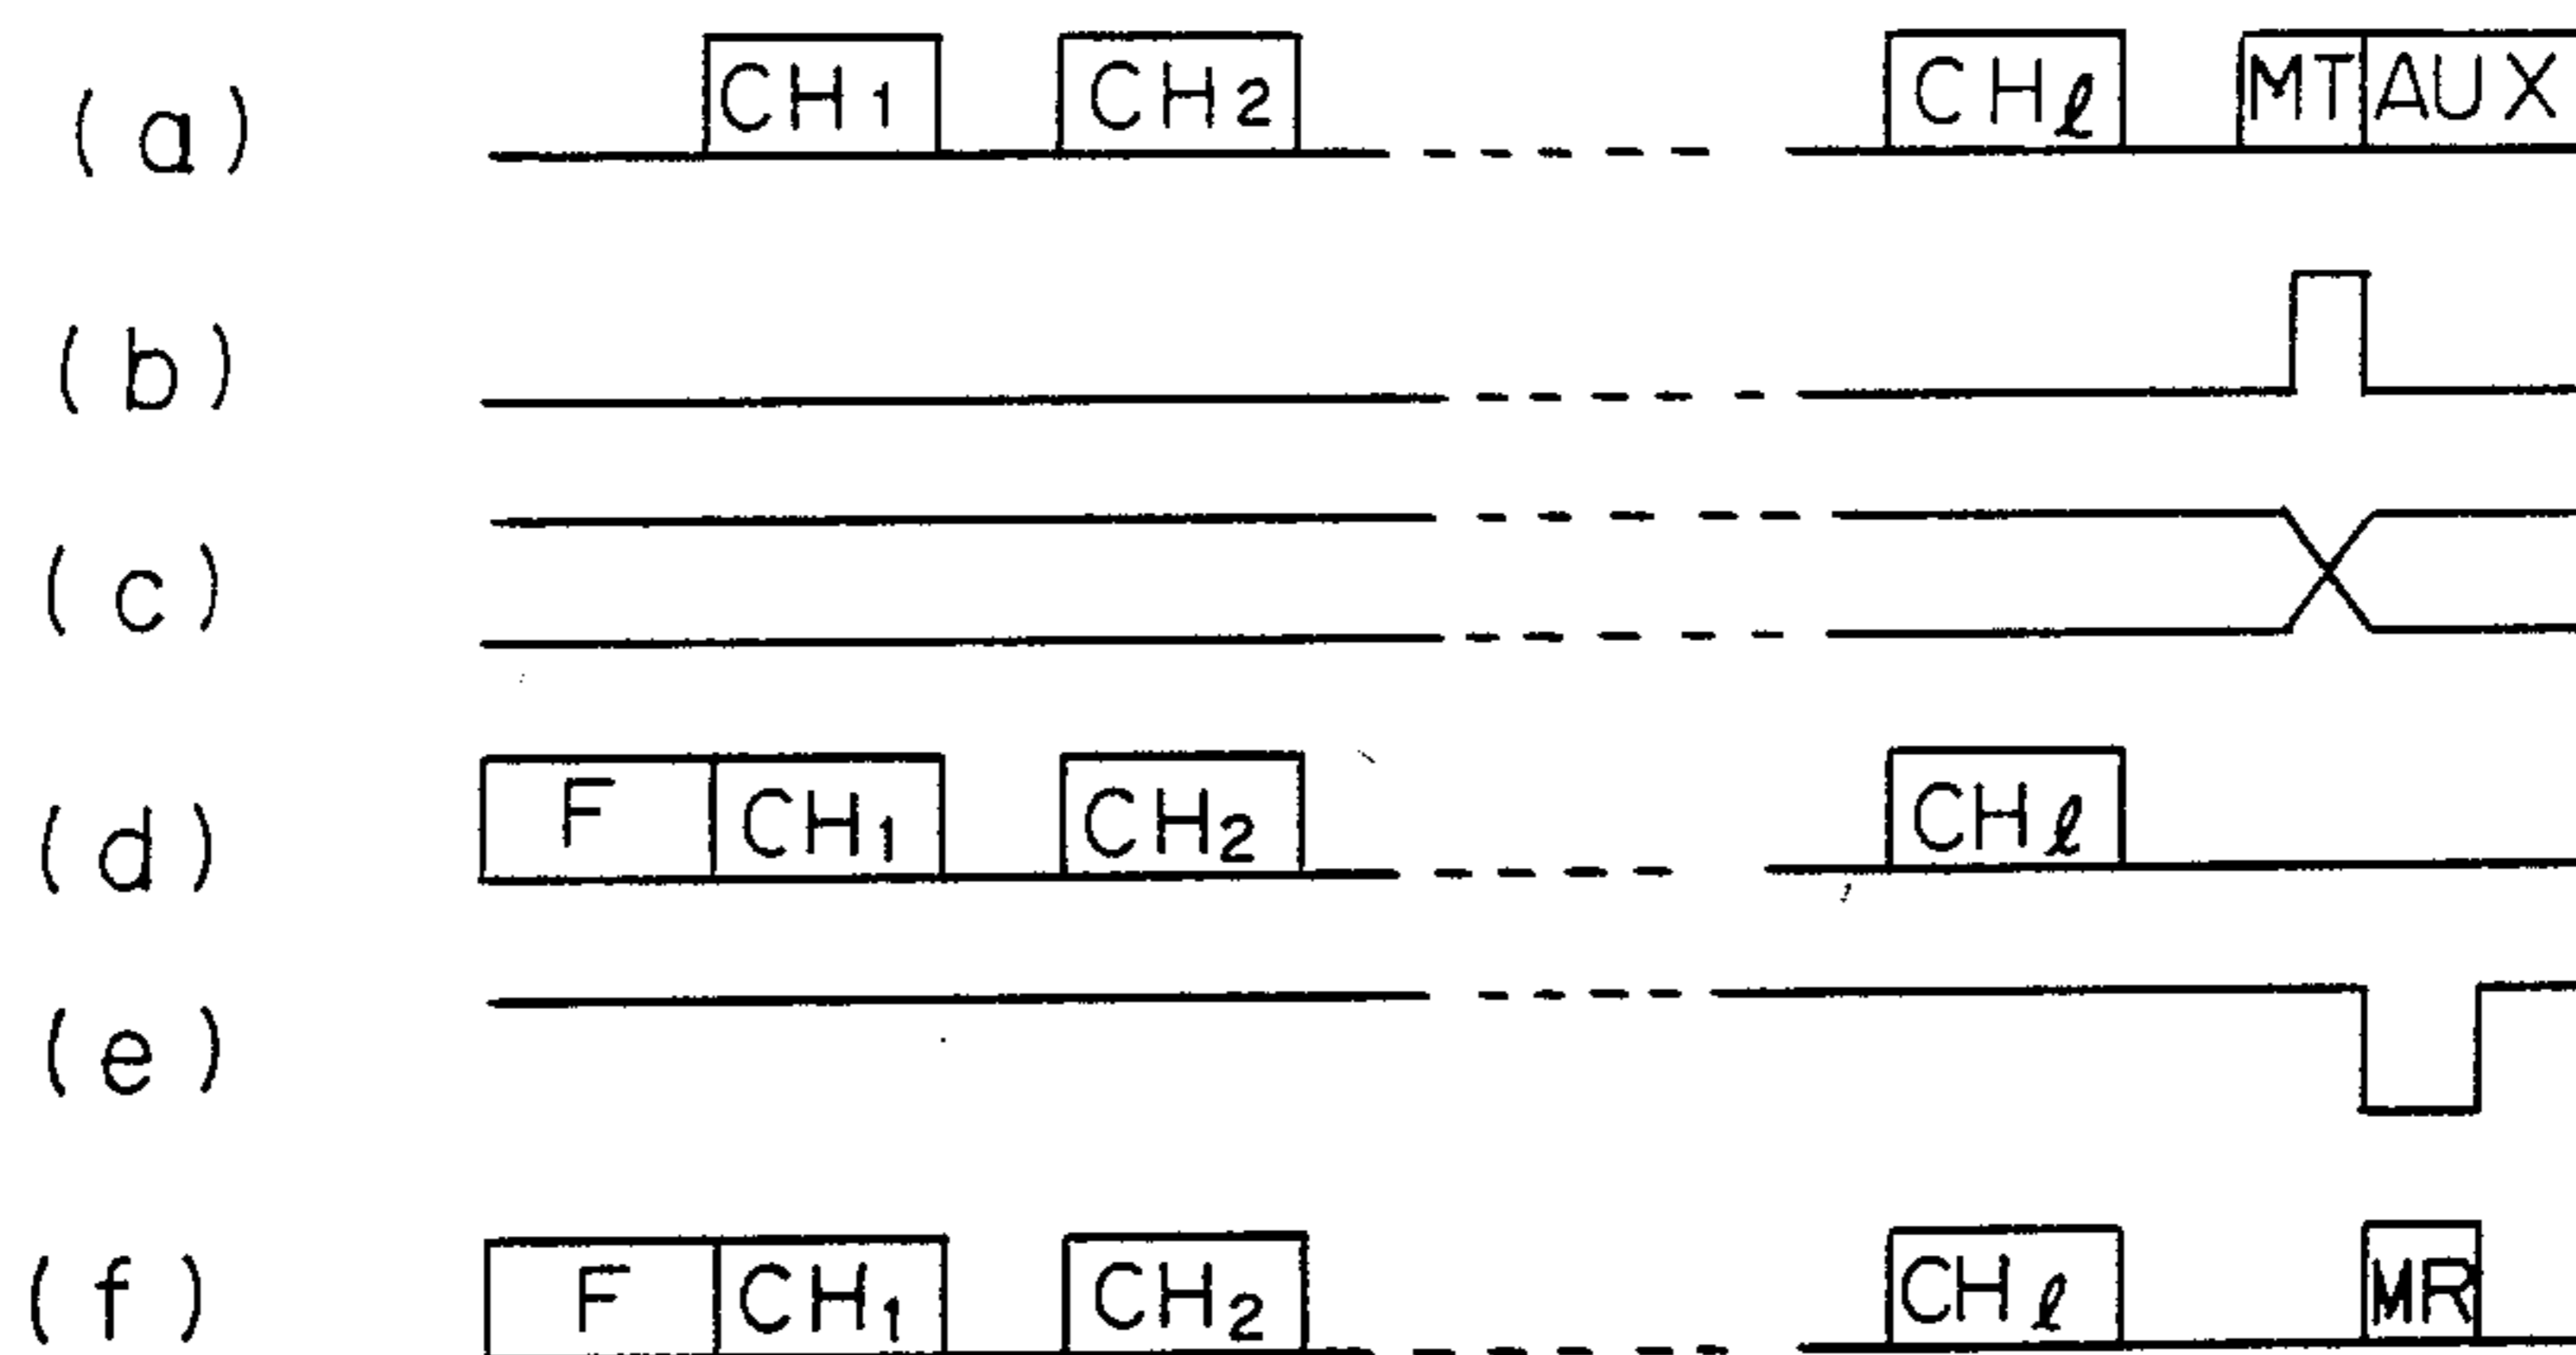 (a) CH1 CH2 CHℓ MT AUX
(b)
(c)
(d) F CH1 CH2 CHℓ
(e)
(f) F CH1 CH2 CHℓ MR